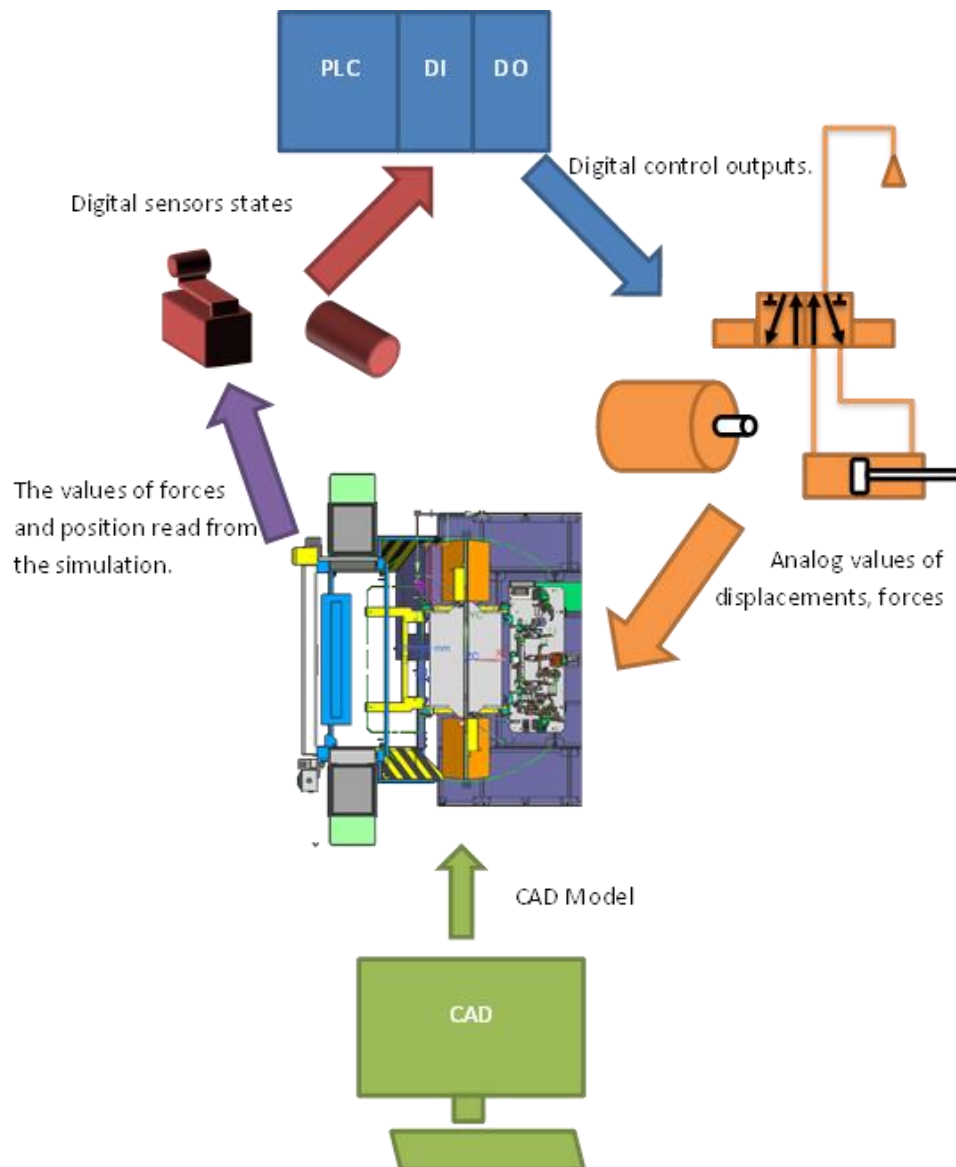 PLC DI DO
Digital control outputs.
Digital sensors states
The values of forces
and position read from
the simulation.
Analog values of
displacements, forces
CAD Model
CAD